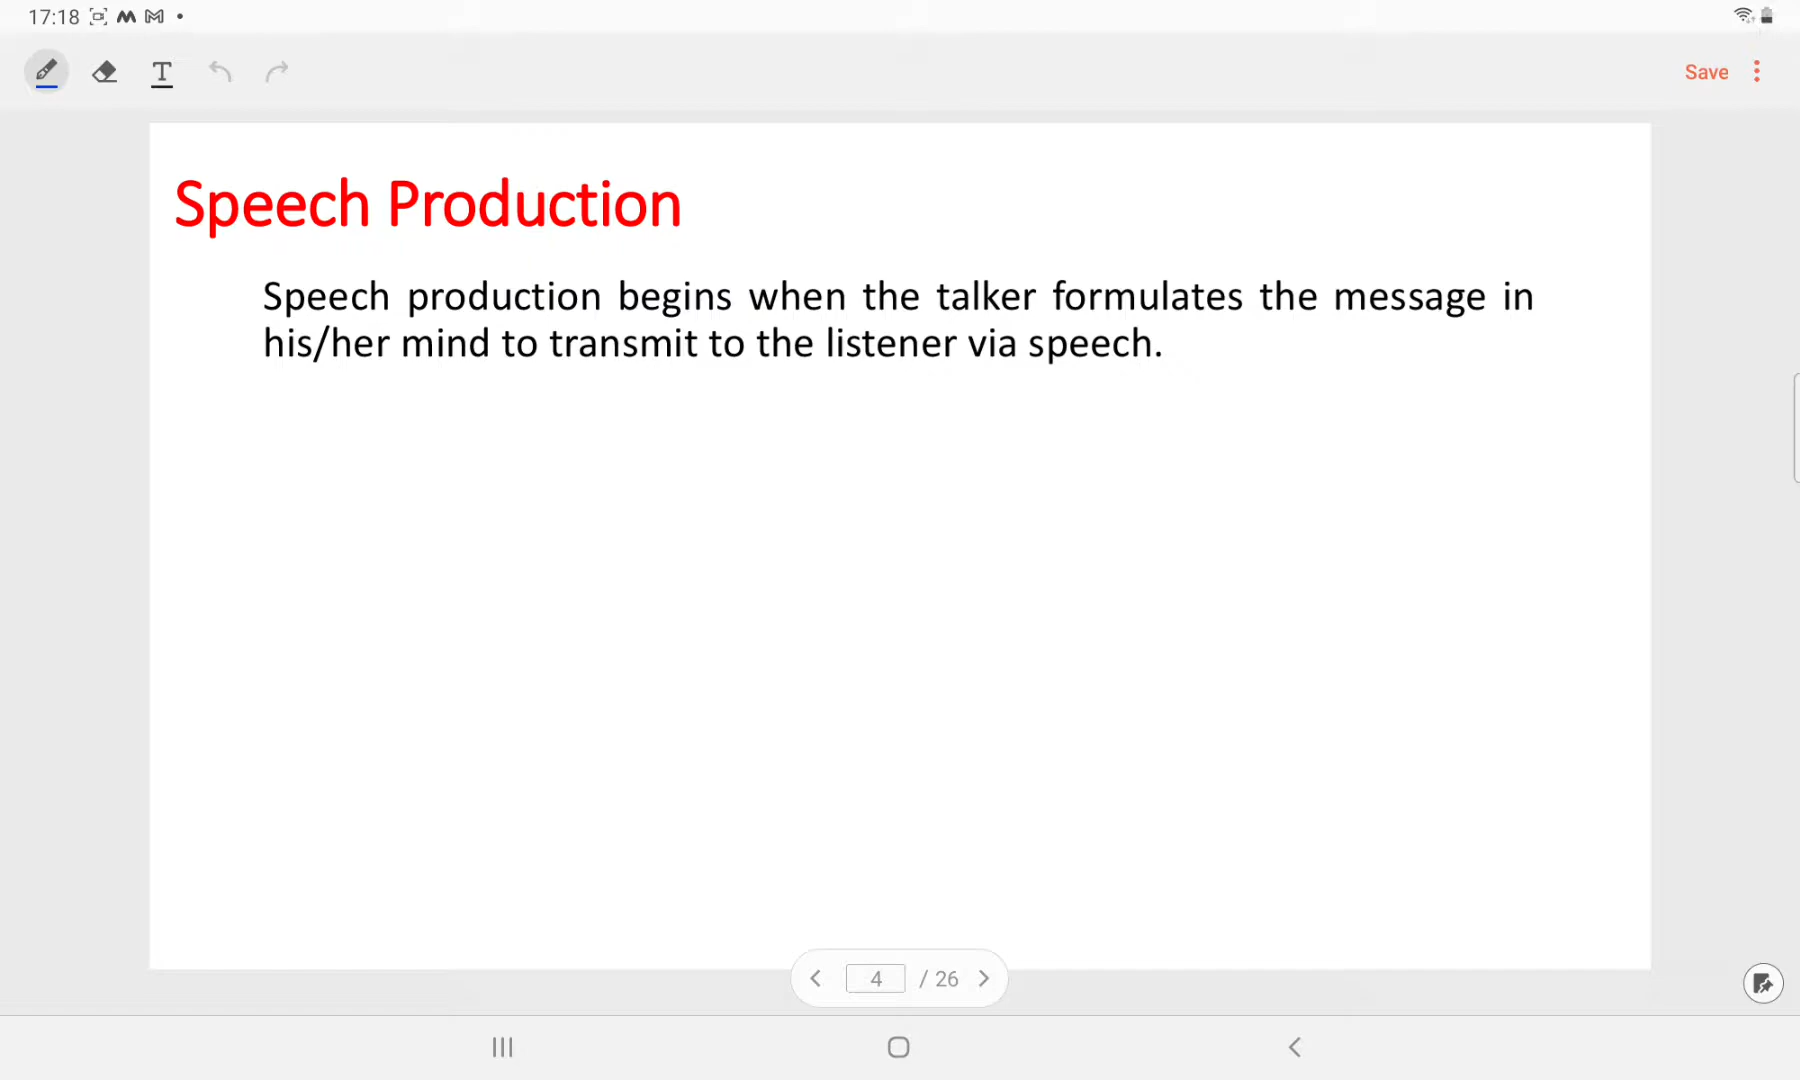 17:18
Save
Speech Production
Speech production begins when the talker formulates the message in
his/her mind to transmit to the listener via speech.
4 / 26